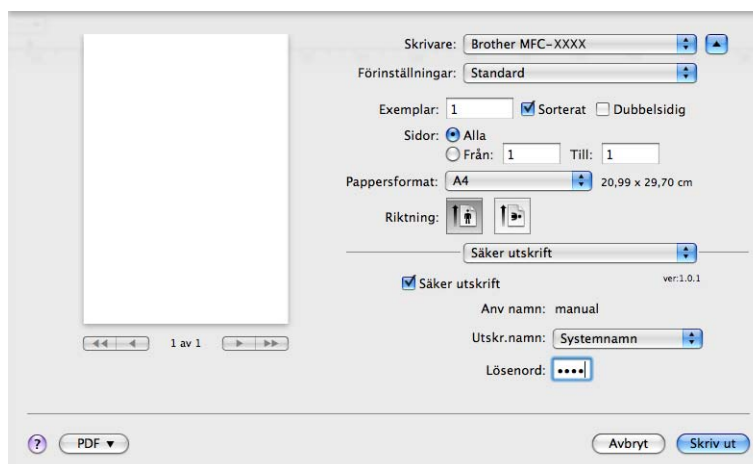 Skrivare: Brother MFC-XXXX
Förinställningar: Standard
Exemplar: 1 Sorterat Dubbelsidig
Sidor: Alla
Från: 1 Till: 1
Pappersformat: A4 20,99 x 29,70 cm
Riktning:
Säker utskrift
Säker utskrift ver:1.0.1
Anv namn: manual
Utskr.namn: Systemnamn
Lösenord: ••••
1 av 1
? PDF ▼ Avbryt Skriv ut